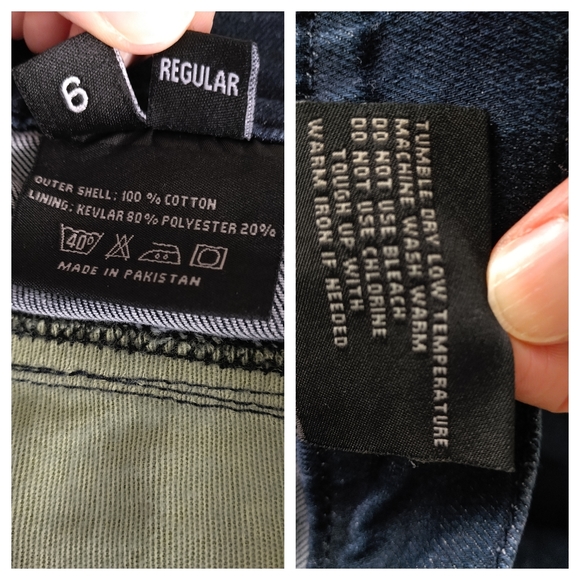 6
REGULAR
OUTER SHELL: 100 % COTTON
LINING: KEVLAR 80% POLYESTER 20%
40°
MADE IN PAKISTAN
TUMBLE DRY LOW TEMPERATURE
MACHINE WASH WARM
DO NOT USE BLEACH
DO NOT USE CHLORINE
TOUGH UP WITH
WARM IRON IF NEEDED